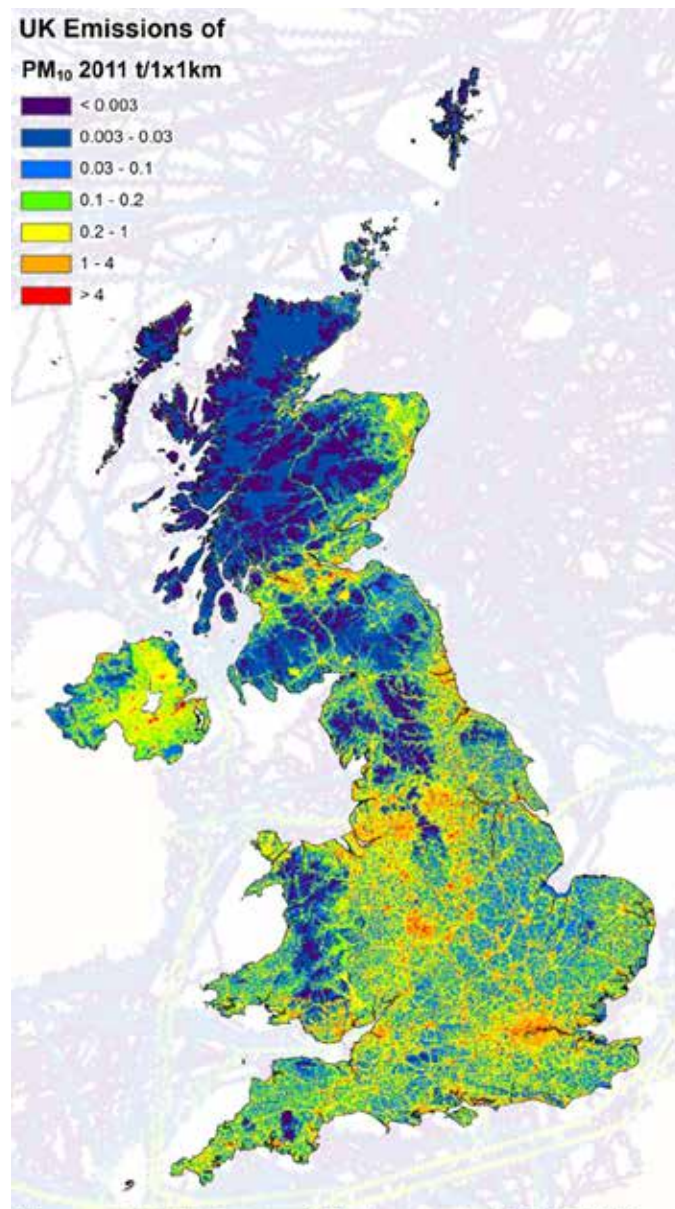 UK Emissions of
PM₁₀ 2011 t/1x1km
< 0.003
0.003 - 0.03
0.03 - 0.1
0.1 - 0.2
0.2 - 1
1 - 4
> 4